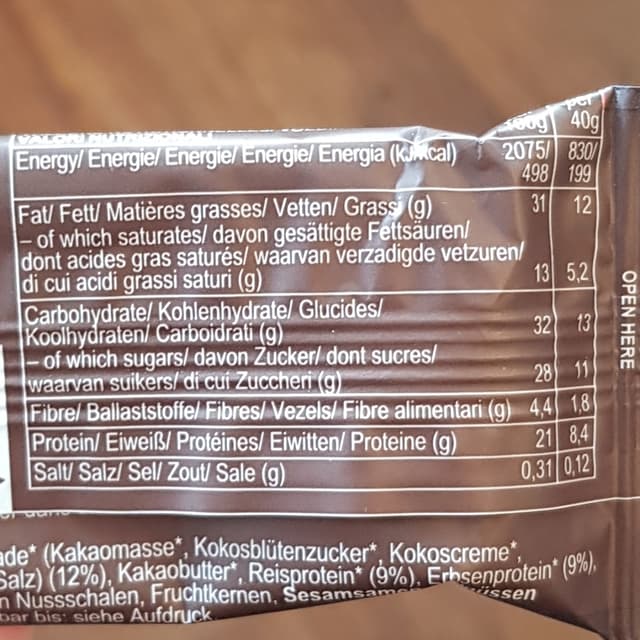 per
100g 40g
Energy/ Energie/ Energie/ Energie/ Energia (kJ/kcal) 2075/ 830/
498 199
Fat/ Fett/ Matières grasses/ Vetten/ Grassi (g) 31 12
– of which saturates/ davon gesättigte Fettsäuren/
dont acides gras saturés/ waarvan verzadigde vetzuren/
di cui acidi grassi saturi (g) 13 5,2
Carbohydrate/ Kohlenhydrate/ Glucides/
Koolhydraten/ Carboidrati (g) 32 13
– of which sugars/ davon Zucker/ dont sucres/
waarvan suikers/ di cui Zuccheri (g) 28 11
Fibre/ Ballaststoffe/ Fibres/ Vezels/ Fibre alimentari (g) 4,4 1,8
Protein/ Eiweiß/ Protéines/ Eiwitten/ Proteine (g) 21 8,4
Salt/ Salz/ Sel/ Zout/ Sale (g) 0,31 0,12
OPEN HERE
ade* (Kakaomasse*, Kokosblütenzucker*, Kokoscreme*,
Salz) (12%), Kakaobutter*, Reisprotein* (9%), Erbsenprotein* (9%),
n Nussschalen, Fruchtkernen, Sesamsam
bar bis: siehe Aufdruck